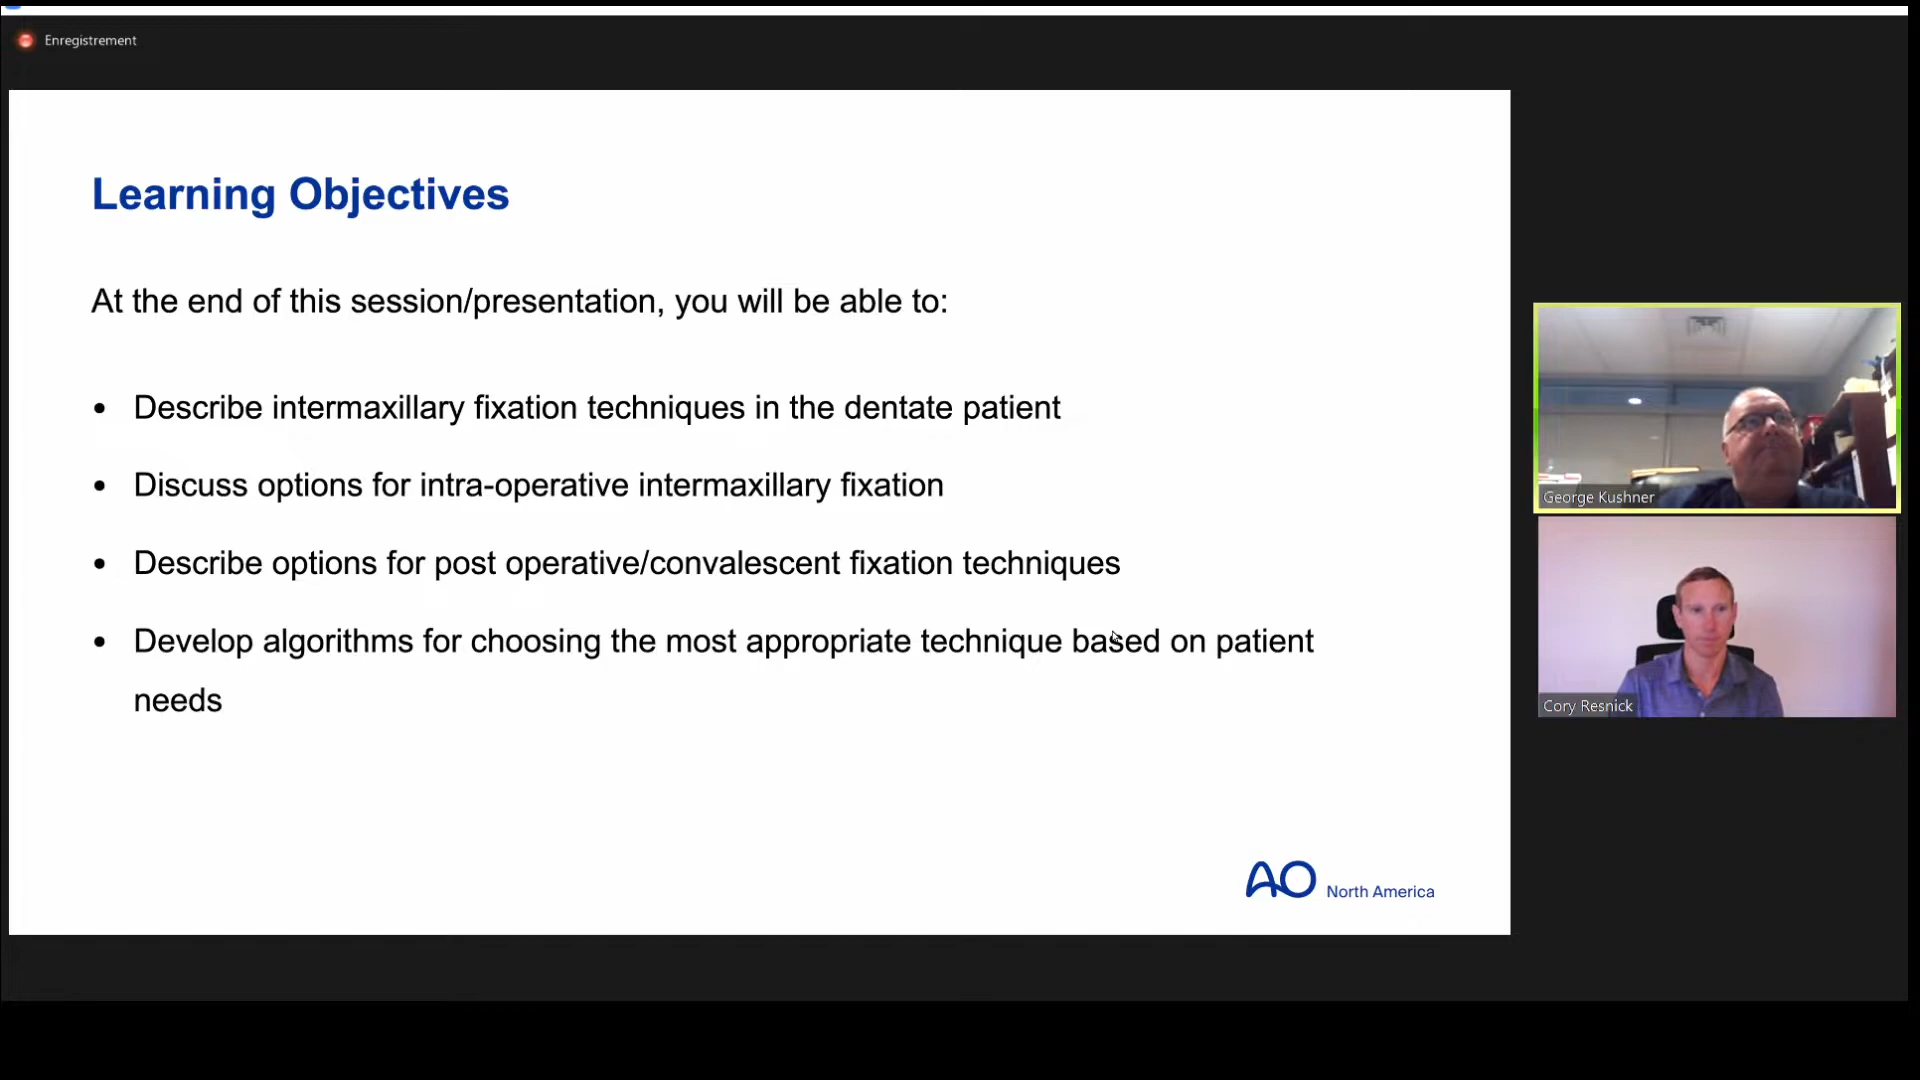 Enregistrement
Learning Objectives
At the end of this session/presentation, you will be able to:
• Describe intermaxillary fixation techniques in the dentate patient
• Discuss options for intra-operative intermaxillary fixation
• Describe options for post operative/convalescent fixation techniques
• Develop algorithms for choosing the most appropriate technique based on patient
needs
AO North America
George Kushner
Cory Resnick